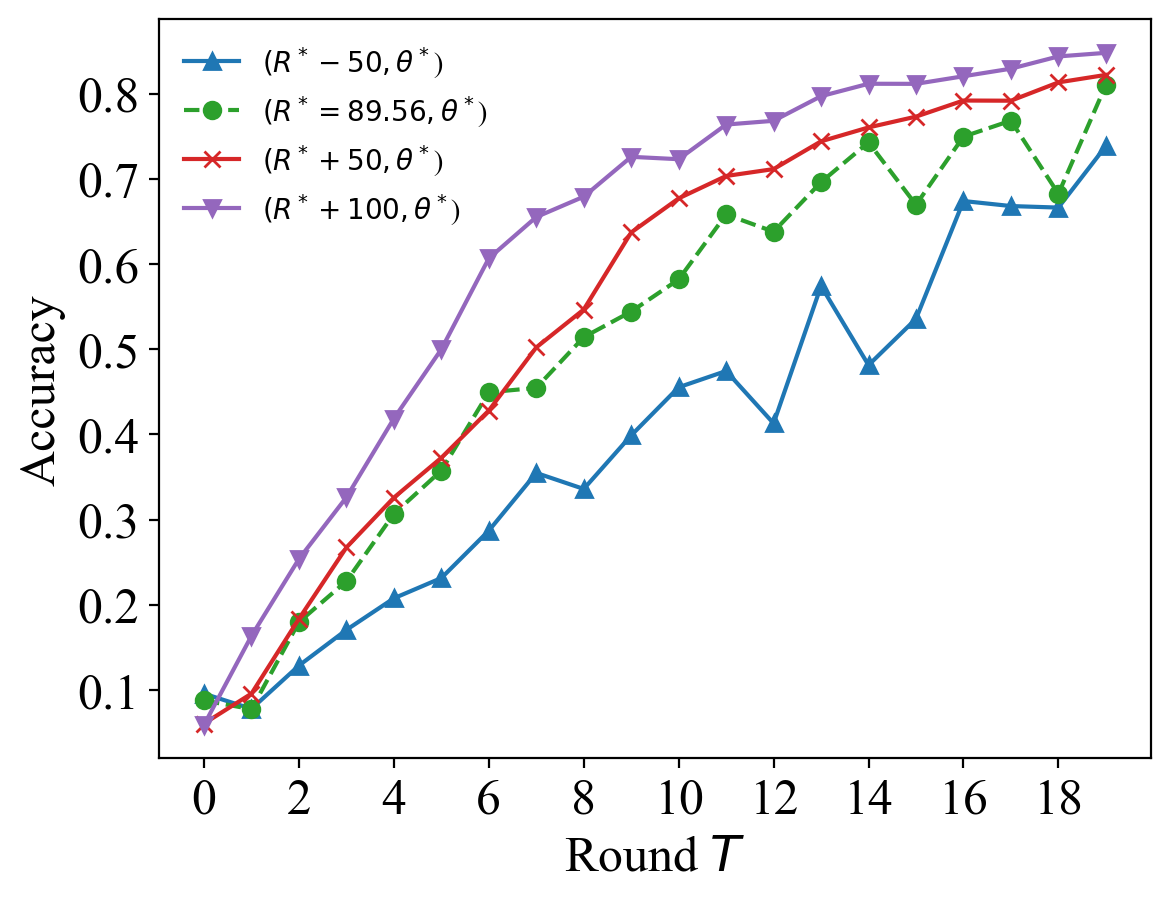 (R* − 50, θ*)
(R* = 89.56, θ*)
(R* + 50, θ*)
(R* + 100, θ*)
0.8
0.7
0.6
0.5
0.4
0.3
0.2
0.1
Accuracy
0 2 4 6 8 10 12 14 16 18
Round T